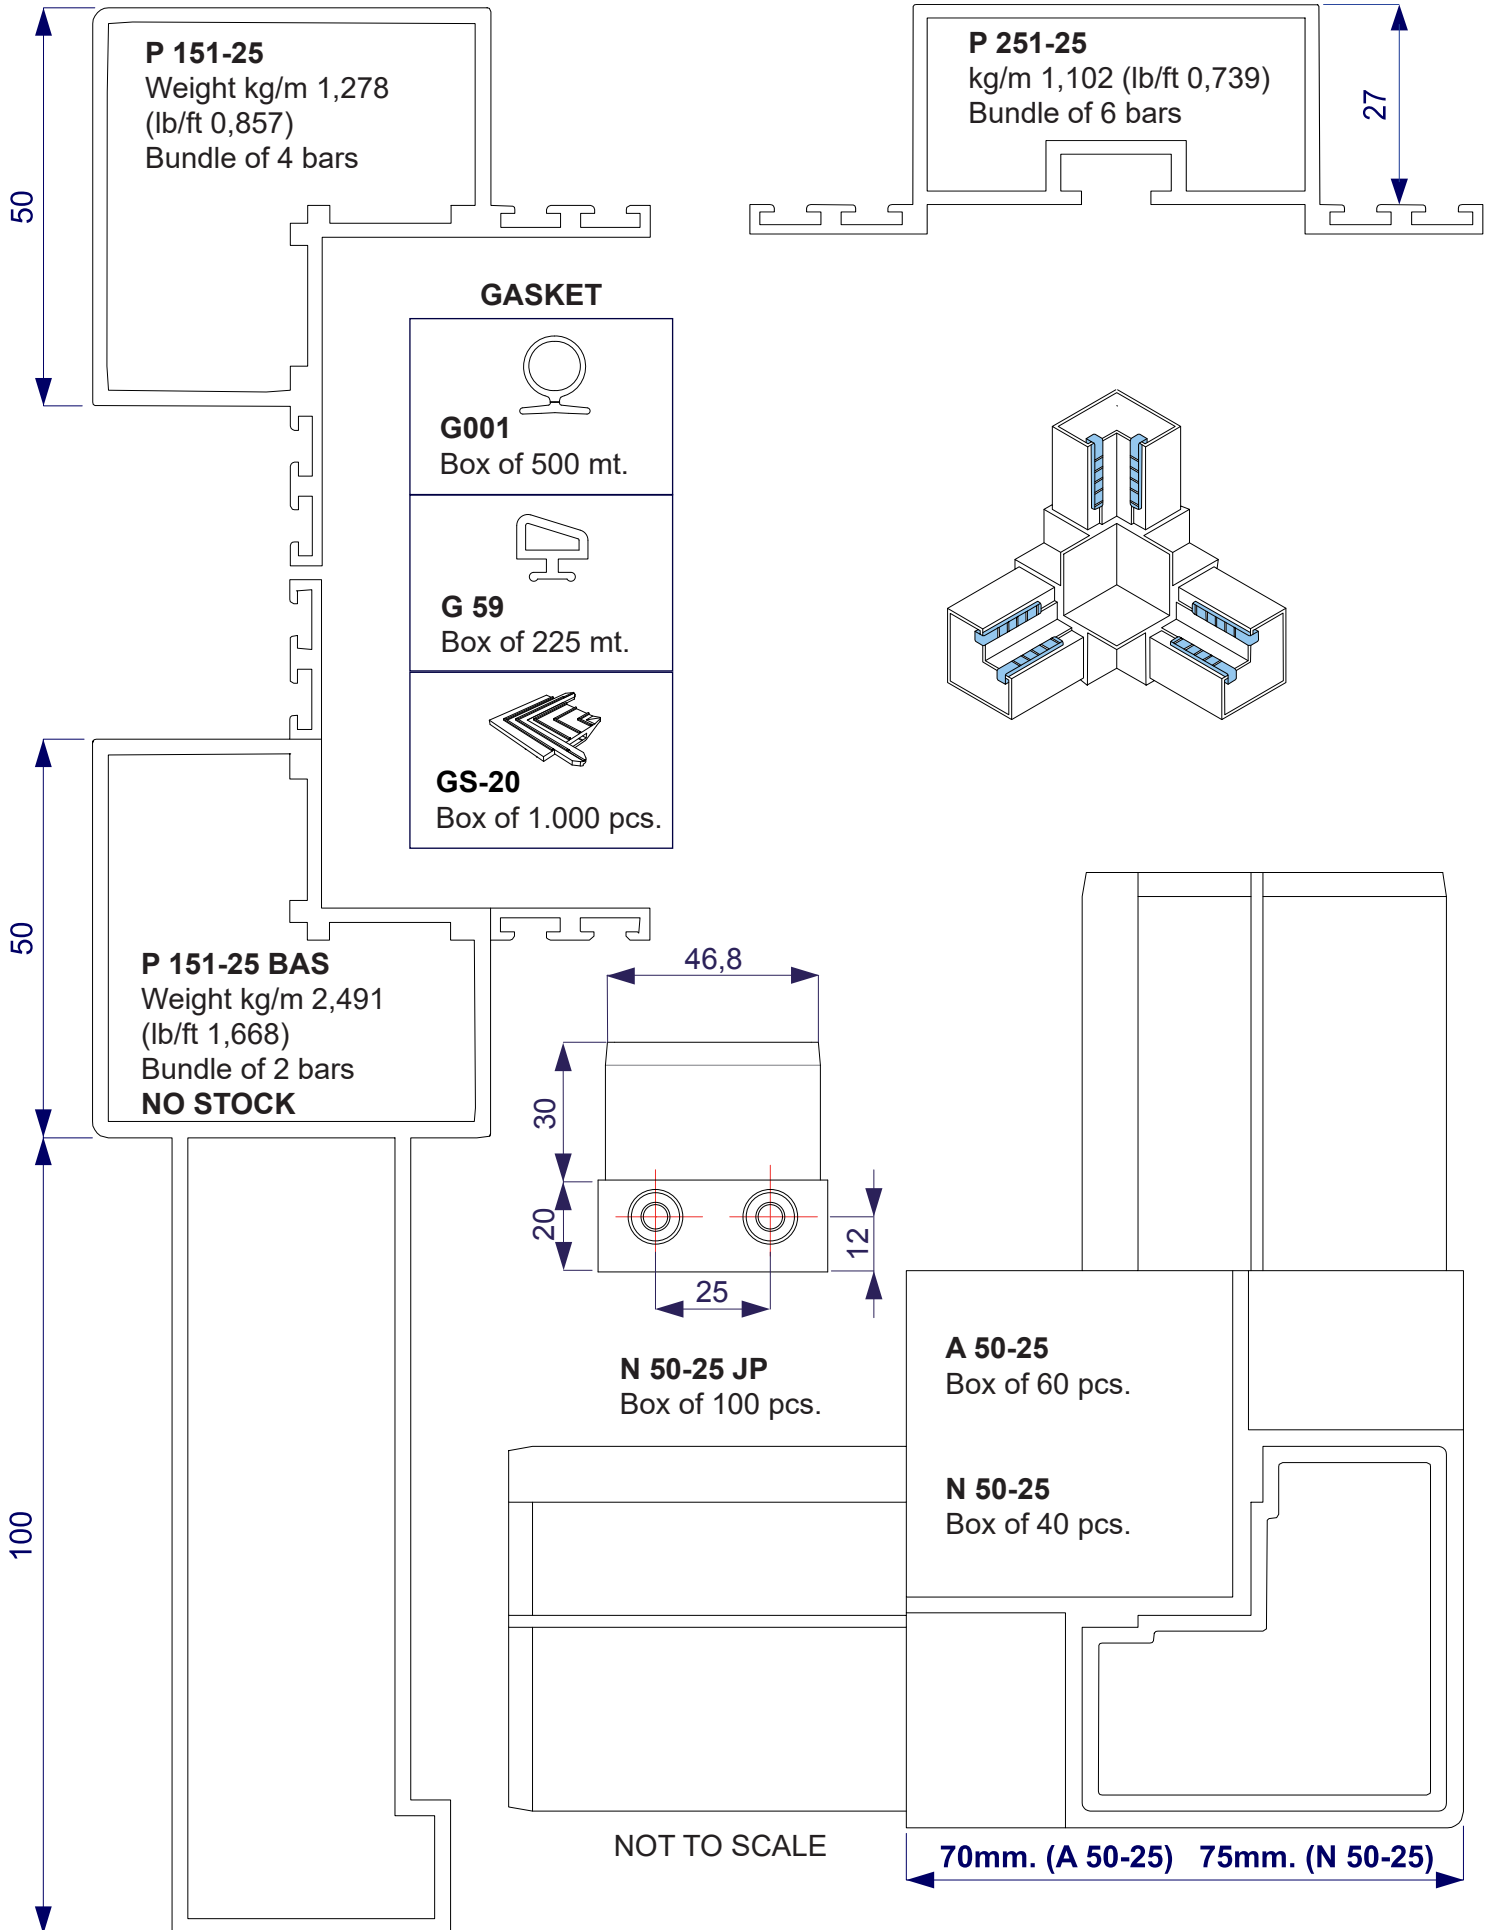 P 151-25
Weight kg/m 1,278
(lb/ft 0,857)
Bundle of 4 bars
50
P 251-25
kg/m 1,102 (lb/ft 0,739)
Bundle of 6 bars
27
GASKET
G001
Box of 500 mt.
G 59
Box of 225 mt.
GS-20
Box of 1.000 pcs.
50
P 151-25 BAS
Weight kg/m 2,491
(lb/ft 1,668)
Bundle of 2 bars
NO STOCK
100
46,8
30
20
12
25
N 50-25 JP
Box of 100 pcs.
A 50-25
Box of 60 pcs.
N 50-25
Box of 40 pcs.
NOT TO SCALE
70mm. (A 50-25) 75mm. (N 50-25)